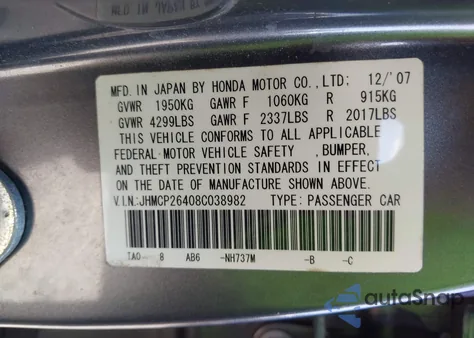 MFD. IN JAPAN BY HONDA MOTOR CO., LTD: 12/'07
GVWR 1950KG GAWR F 1060KG R 915KG
GVWR 4299LBS GAWR F 2337LBS R 2017LBS
THIS VEHICLE CONFORMS TO ALL APPLICABLE
FEDERAL MOTOR VEHICLE SAFETY ,BUMPER,
AND THEFT PREVENTION STANDARDS IN EFFECT
ON THE DATE OF MANUFACTURE SHOWN ABOVE.
V.I.N.:JHMCP26408C038982 TYPE: PASSENGER CAR
TA0 8 AB6 -NH737M -B -C
autoSnap